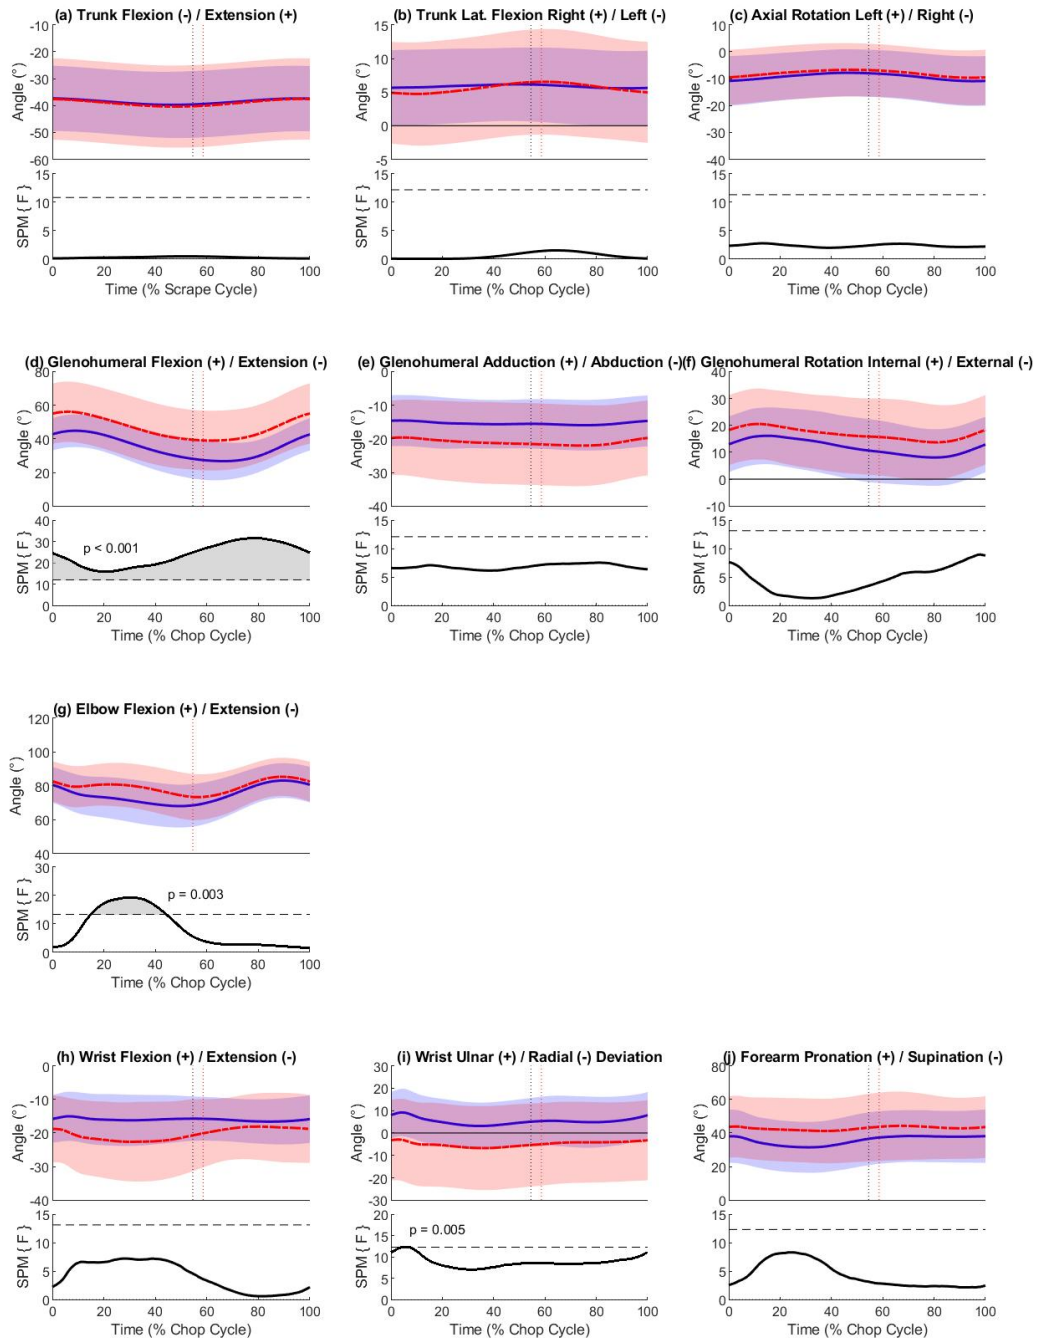 (a) Trunk Flexion (-) / Extension (+)
-10
-20
-30
-40
-50
-60
Angle (°)
15
10
5
0
SPM { F }
0 20 40 60 80 100
Time (% Scrape Cycle)
(b) Trunk Lat. Flexion Right (+) / Left (-)
15
10
5
0
-5
Angle (°)
15
10
5
0
SPM { F }
0 20 40 60 80 100
Time (% Chop Cycle)
(c) Axial Rotation Left (+) / Right (-)
0
-10
-20
-30
-40
Angle (°)
15
10
5
0
SPM { F }
0 20 40 60 80 100
Time (% Chop Cycle)
(d) Glenohumeral Flexion (+) / Extension (-)
80
60
40
20
0
Angle (°)
40
30
20
10
0
SPM { F }
p < 0.001
0 20 40 60 80 100
Time (% Chop Cycle)
(e) Glenohumeral Adduction (+) / Abduction (-)
0
-10
-20
-30
-40
Angle (°)
15
10
5
0
SPM { F }
0 20 40 60 80 100
Time (% Chop Cycle)
(f) Glenohumeral Rotation Internal (+) / External (-)
40
30
20
10
0
-10
Angle (°)
15
10
5
0
SPM { F }
0 20 40 60 80 100
Time (% Chop Cycle)
(g) Elbow Flexion (+) / Extension (-)
120
100
80
60
40
Angle (°)
30
20
10
0
SPM { F }
p = 0.003
0 20 40 60 80 100
Time (% Chop Cycle)
(h) Wrist Flexion (+) / Extension (-)
0
-10
-20
-30
-40
Angle (°)
15
10
5
0
SPM { F }
0 20 40 60 80 100
Time (% Chop Cycle)
(i) Wrist Ulnar (+) / Radial (-) Deviation
30
20
10
0
-10
-20
-30
Angle (°)
20
15
10
5
0
SPM { F }
p = 0.005
0 20 40 60 80 100
Time (% Chop Cycle)
(j) Forearm Pronation (+) / Supination (-)
80
60
40
20
0
Angle (°)
15
10
5
0
SPM { F }
0 20 40 60 80 100
Time (% Chop Cycle)